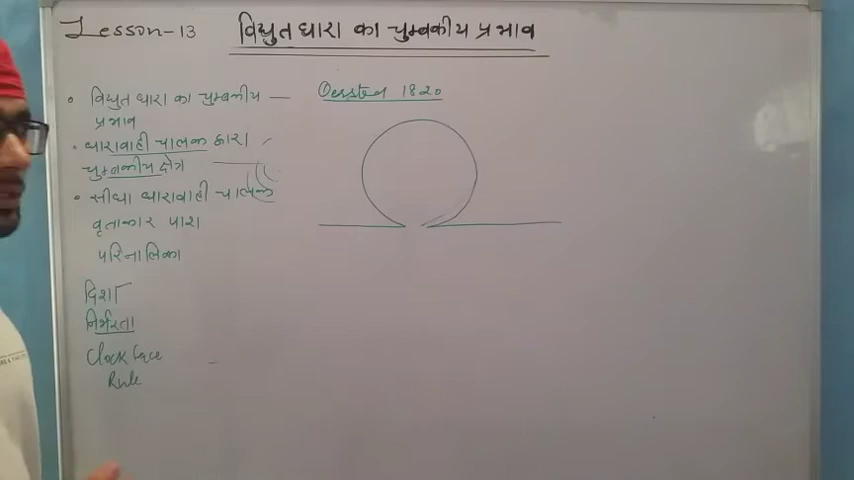 Lesson-13 विद्युत धारा का चुम्बकीय प्रभाव
विद्युत धारा का चुम्बकीय — Oersted 1820
प्रभाव
धारावाही चालक द्वारा
चुम्बकीय क्षेत्र
सीधा धारावाही चालक
वृताकार पाश
परिनालिका
दिशा
निर्भरता
Clock face
Rule